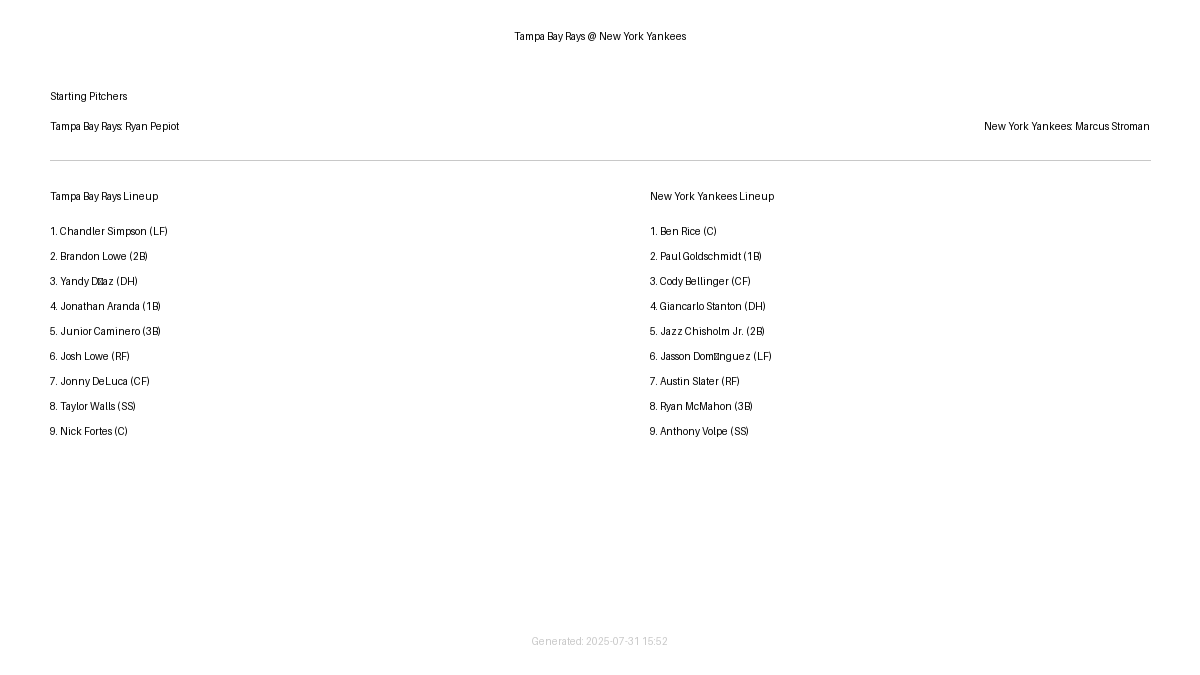 Tampa Bay Rays @ New York Yankees
Starting Pitchers
Tampa Bay Rays: Ryan Pepiot
New York Yankees: Marcus Stroman
Tampa Bay Rays Lineup
1. Chandler Simpson (LF)
2. Brandon Lowe (2B)
3. Yandy D□az (DH)
4. Jonathan Aranda (1B)
5. Junior Caminero (3B)
6. Josh Lowe (RF)
7. Jonny DeLuca (CF)
8. Taylor Walls (SS)
9. Nick Fortes (C)
New York Yankees Lineup
1. Ben Rice (C)
2. Paul Goldschmidt (1B)
3. Cody Bellinger (CF)
4. Giancarlo Stanton (DH)
5. Jazz Chisholm Jr. (2B)
6. Jasson Dom□nguez (LF)
7. Austin Slater (RF)
8. Ryan McMahon (3B)
9. Anthony Volpe (SS)
Generated: 2025-07-31 15:52